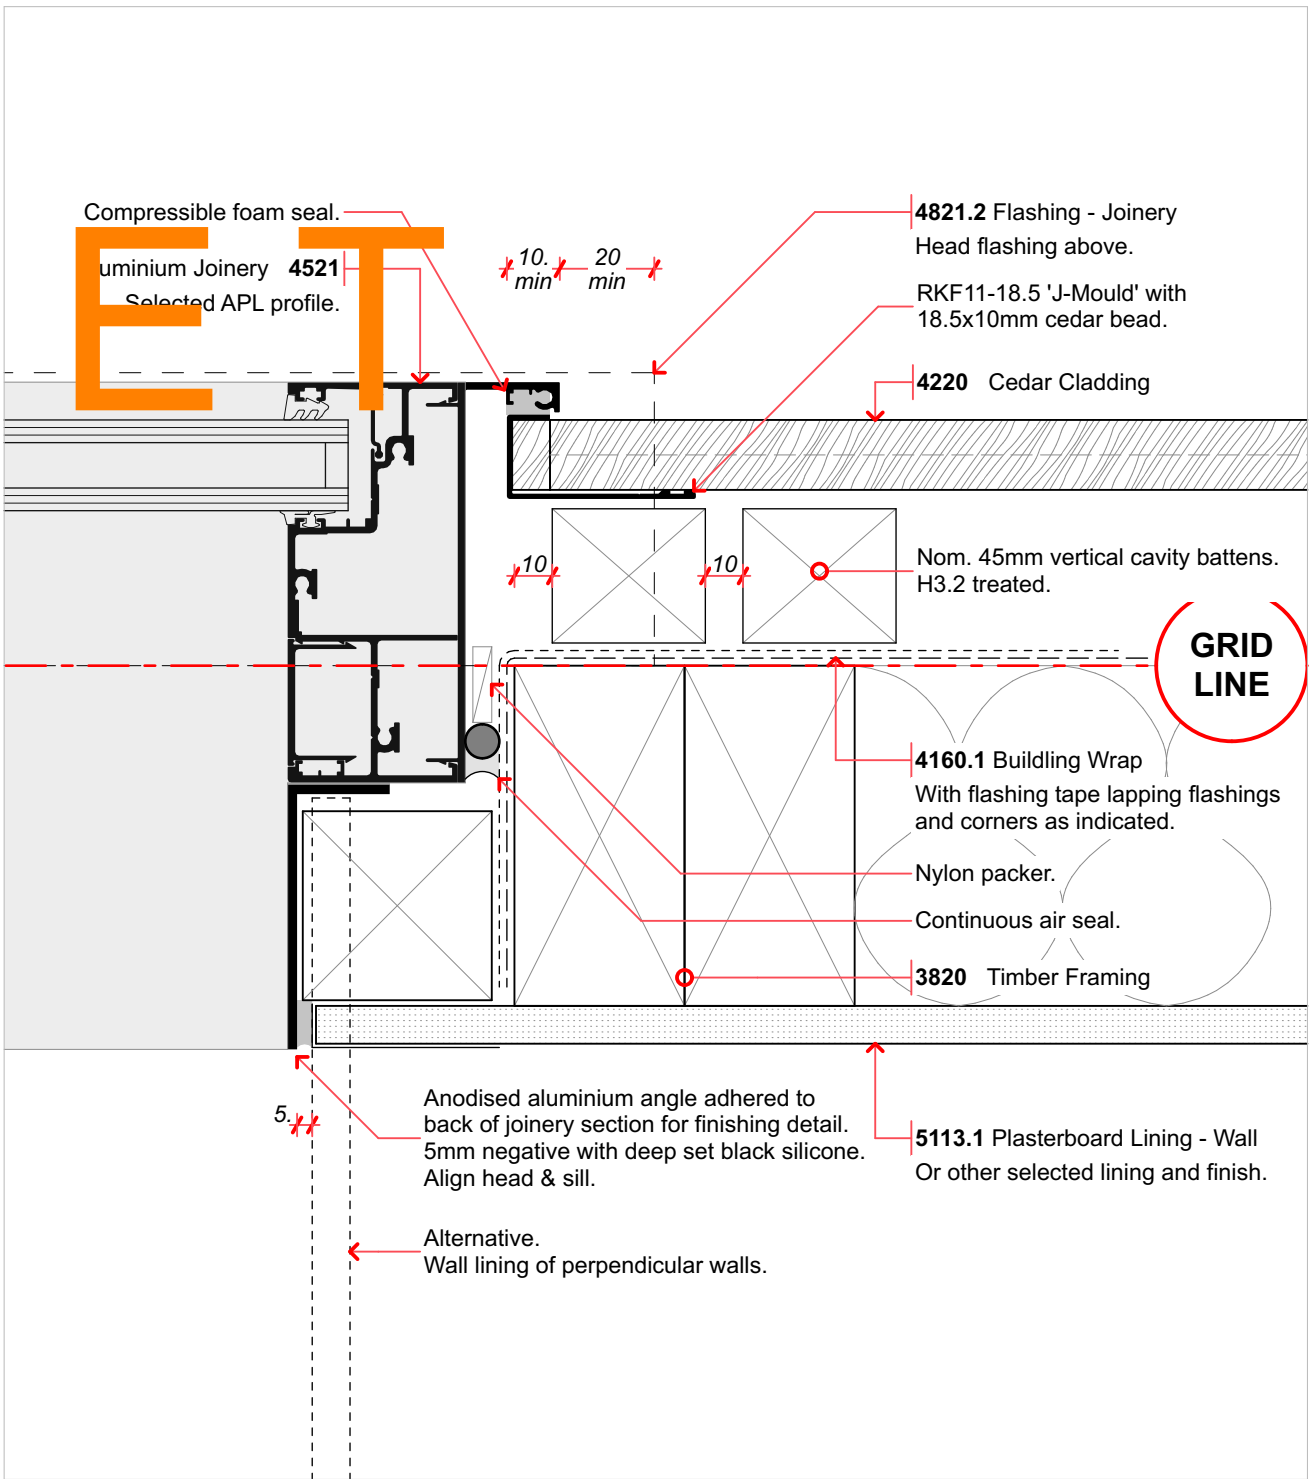 Compressible foam seal.
uminium Joinery 4521
Selected APL profile.
ET
10. min
20 min
4821.2 Flashing - Joinery
Head flashing above.
RKF11-18.5 'J-Mould' with
18.5x10mm cedar bead.
4220 Cedar Cladding
10
10
Nom. 45mm vertical cavity battens.
H3.2 treated.
GRID
LINE
4160.1 Buildling Wrap
With flashing tape lapping flashings
and corners as indicated.
Nylon packer.
Continuous air seal.
3820 Timber Framing
5.
Anodised aluminium angle adhered to
back of joinery section for finishing detail.
5mm negative with deep set black silicone.
Align head & sill.
5113.1 Plasterboard Lining - Wall
Or other selected lining and finish.
Alternative.
Wall lining of perpendicular walls.